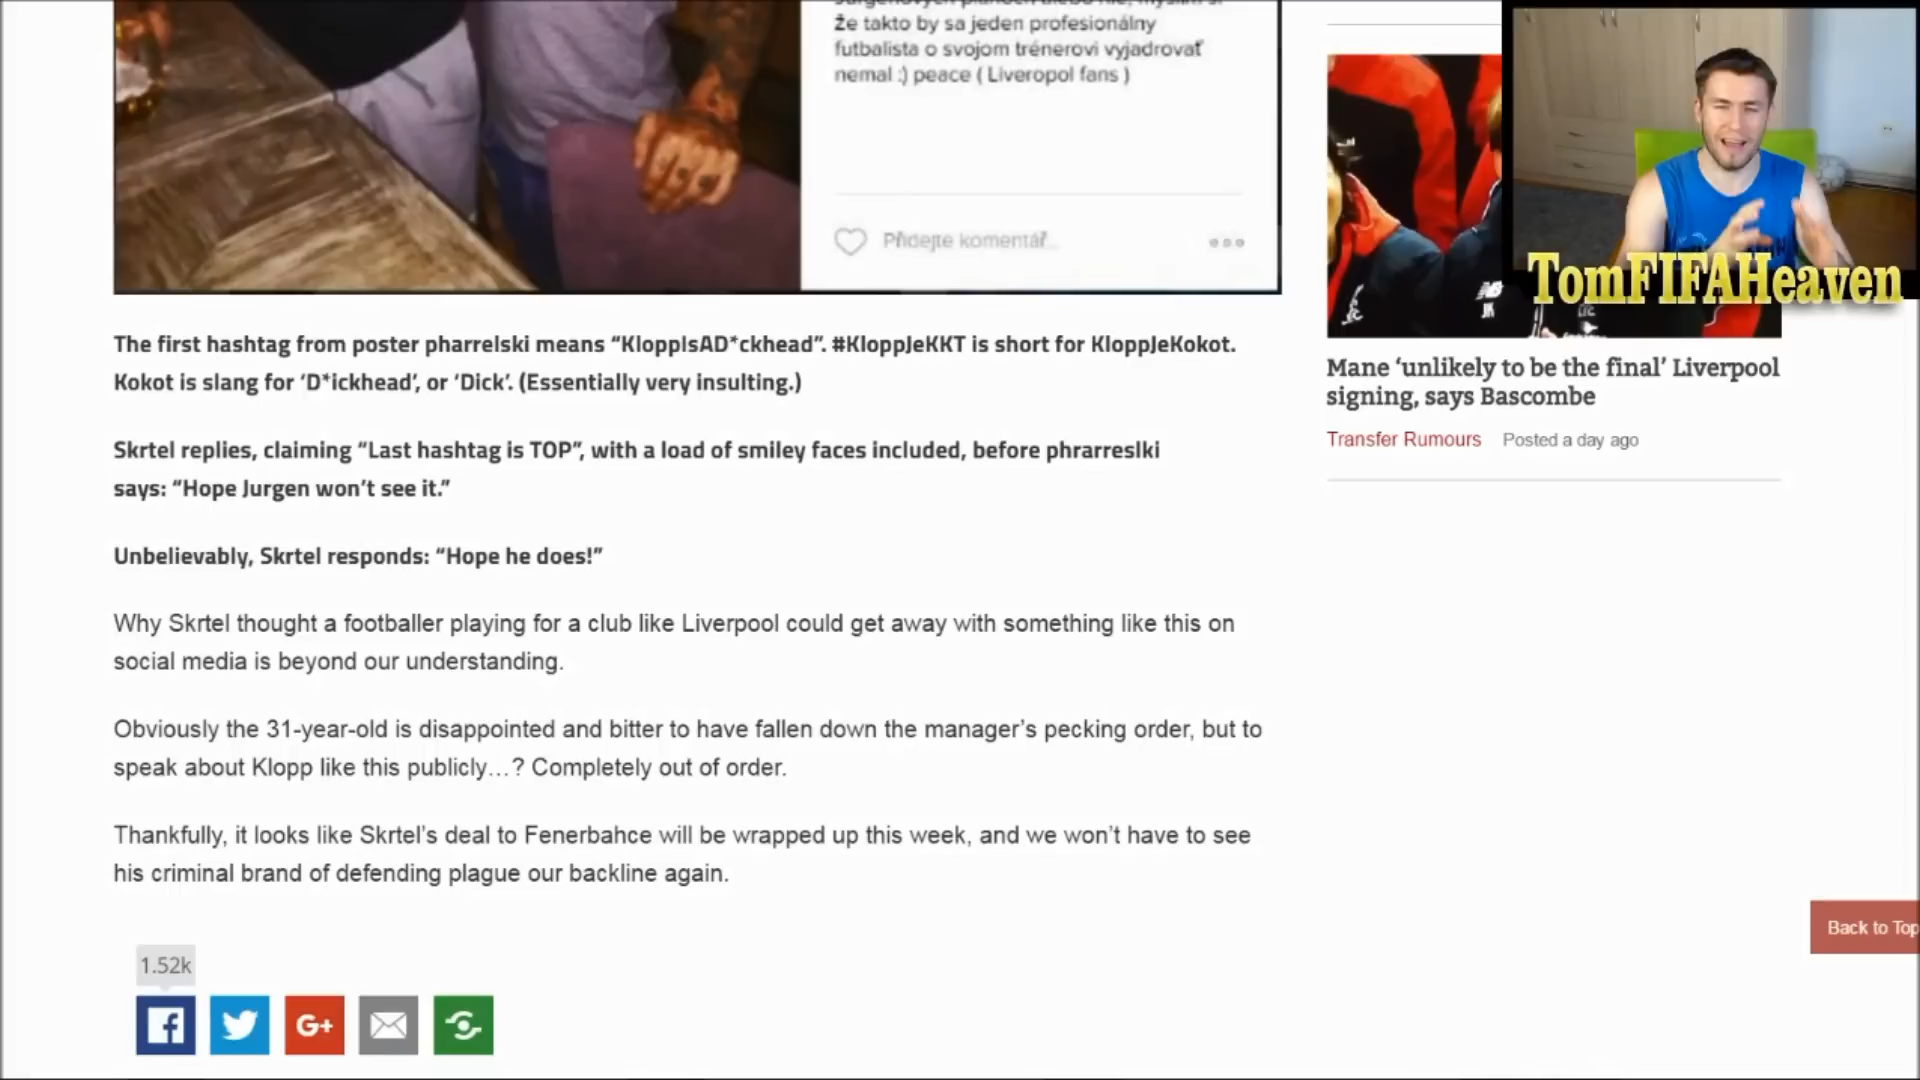 že takto by sa jeden profesionálny
futbalista o svojom trénerovi vyjadrovať
nemal :) peace ( Liveropol fans )
Přidejte komentář...
TomFIFAHeaven
The first hashtag from poster pharrelski means “KloppIsAD*ckhead”. #KloppJeKKT is short for KloppJeKokot.
Kokot is slang for ‘D*ickhead’, or ‘Dick’. (Essentially very insulting.)
Skrtel replies, claiming “Last hashtag is TOP”, with a load of smiley faces included, before phrarreslki
says: “Hope Jurgen won’t see it.”
Unbelievably, Skrtel responds: “Hope he does!”
Why Skrtel thought a footballer playing for a club like Liverpool could get away with something like this on
social media is beyond our understanding.
Obviously the 31-year-old is disappointed and bitter to have fallen down the manager’s pecking order, but to
speak about Klopp like this publicly…? Completely out of order.
Thankfully, it looks like Skrtel’s deal to Fenerbahce will be wrapped up this week, and we won’t have to see
his criminal brand of defending plague our backline again.
1.52k
G+
JK
Mane ‘unlikely to be the final’ Liverpool
signing, says Bascombe
Transfer Rumours Posted a day ago
Back to Top